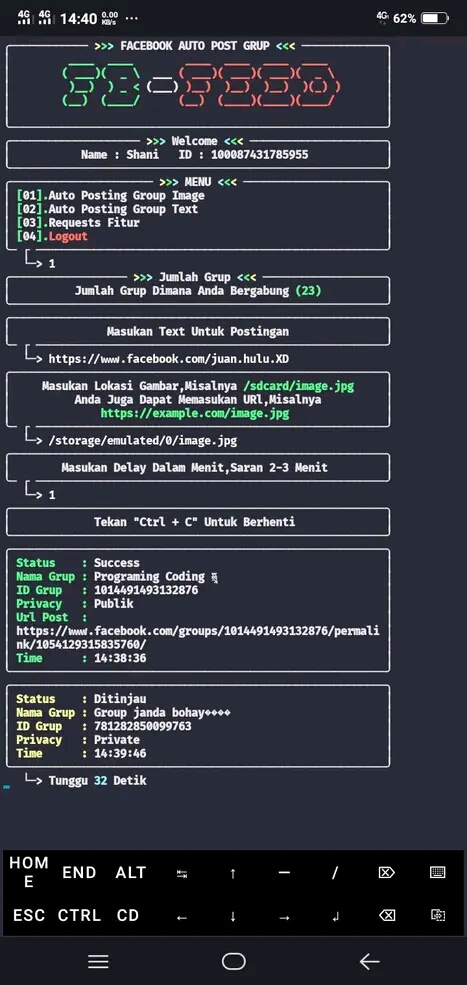 14:40 0.00 KB/s ... 4G 62%
>>> FACEBOOK AUTO POST GRUP <<<
FB-FEED
>>> Welcome <<<
Name : Shani ID : 100087431785955
>>> MENU <<<
[01].Auto Posting Group Image
[02].Auto Posting Group Text
[03].Requests Fitur
[04].Logout
└─> 1
>>> Jumlah Grup <<<
Jumlah Grup Dimana Anda Bergabung (23)
Masukan Text Untuk Postingan
└─> https://www.facebook.com/juan.hulu.XD
Masukan Lokasi Gambar,Misalnya /sdcard/image.jpg
Anda Juga Dapat Memasukan URl,Misalnya
https://example.com/image.jpg
└─> /storage/emulated/0/image.jpg
Masukan Delay Dalam Menit,Saran 2-3 Menit
└─> 1
Tekan "Ctrl + C" Untuk Berhenti
Status : Success
Nama Grup : Programing Coding
ID Grup : 1014491493132876
Privacy : Publik
Url Post :
https://www.facebook.com/groups/1014491493132876/permali
nk/1054129315835760/
Time : 14:38:36
Status : Ditinjau
Nama Grup : Group janda bohay����
ID Grup : 781282850099763
Privacy : Private
Time : 14:39:46
└─> Tunggu 32 Detik
HOME END ALT ↹ ↑ — / ⌦ ⌨
ESC CTRL CD ← ↓ → ↲ ⌫